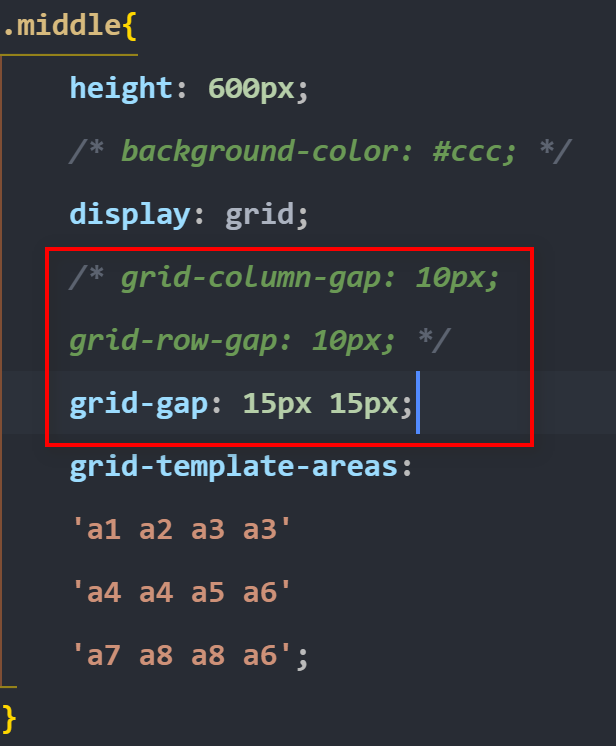 .middle{
height: 600px;
/* background-color: #ccc; */
display: grid;
/* grid-column-gap: 10px;
grid-row-gap: 10px; */
grid-gap: 15px 15px;
grid-template-areas:
'a1 a2 a3 a3'
'a4 a4 a5 a6'
'a7 a8 a8 a6';
}